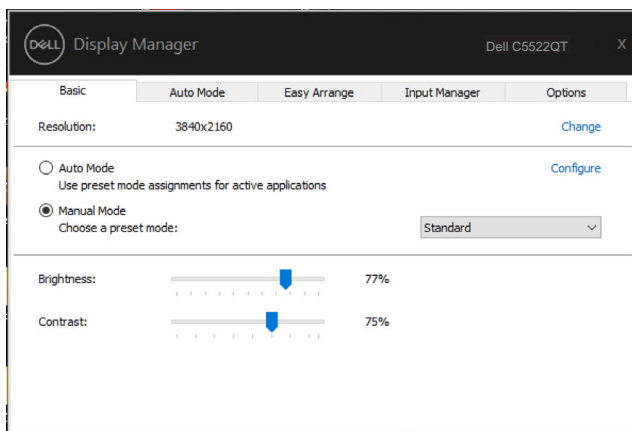 DELL Display Manager Dell C5522QT X
Basic Auto Mode Easy Arrange Input Manager Options
Resolution: 3840x2160 Change
Auto Mode Configure
Use preset mode assignments for active applications
Manual Mode
Choose a preset mode: Standard
Brightness: 77%
Contrast: 75%